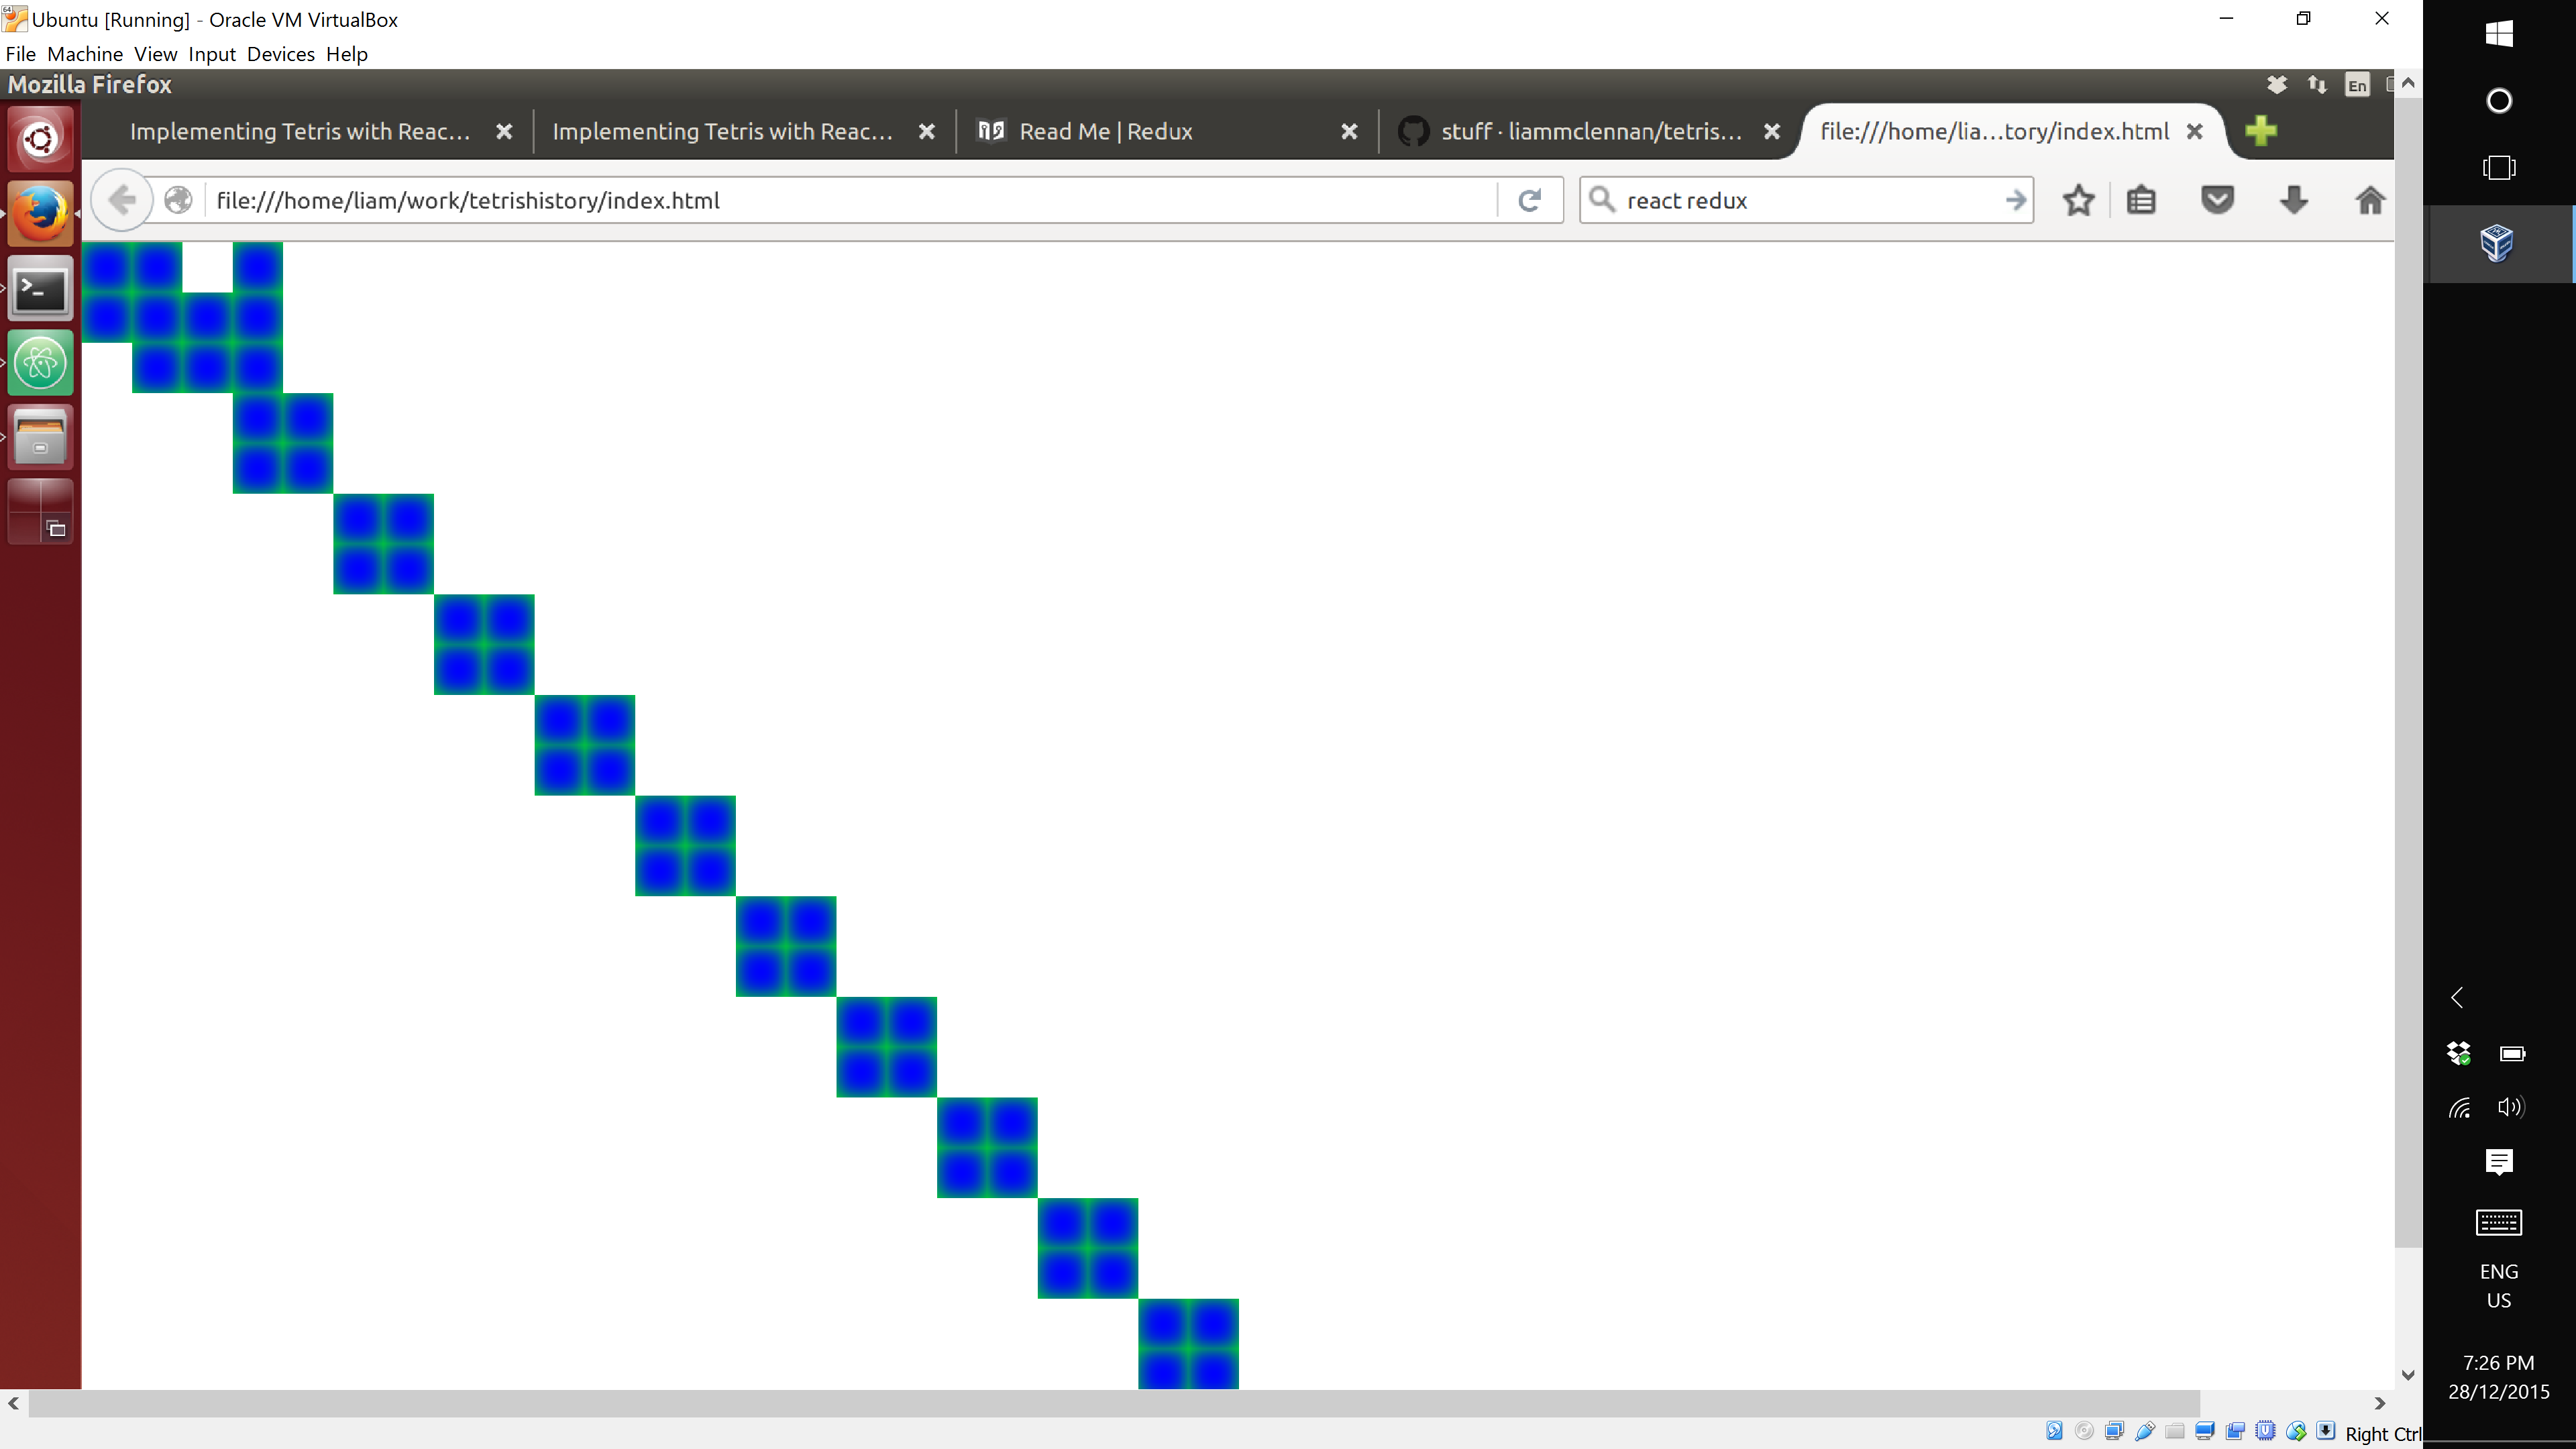 Ubuntu [Running] - Oracle VM VirtualBox
File Machine View Input Devices Help
Mozilla Firefox
En
Implementing Tetris with Reac...
Implementing Tetris with Reac...
Read Me | Redux
stuff · liammclennan/tetris...
file:///home/lia...tory/index.html
file:///home/liam/work/tetrishistory/index.html
react redux
ENG
US
7:26 PM
28/12/2015
Right Ctrl